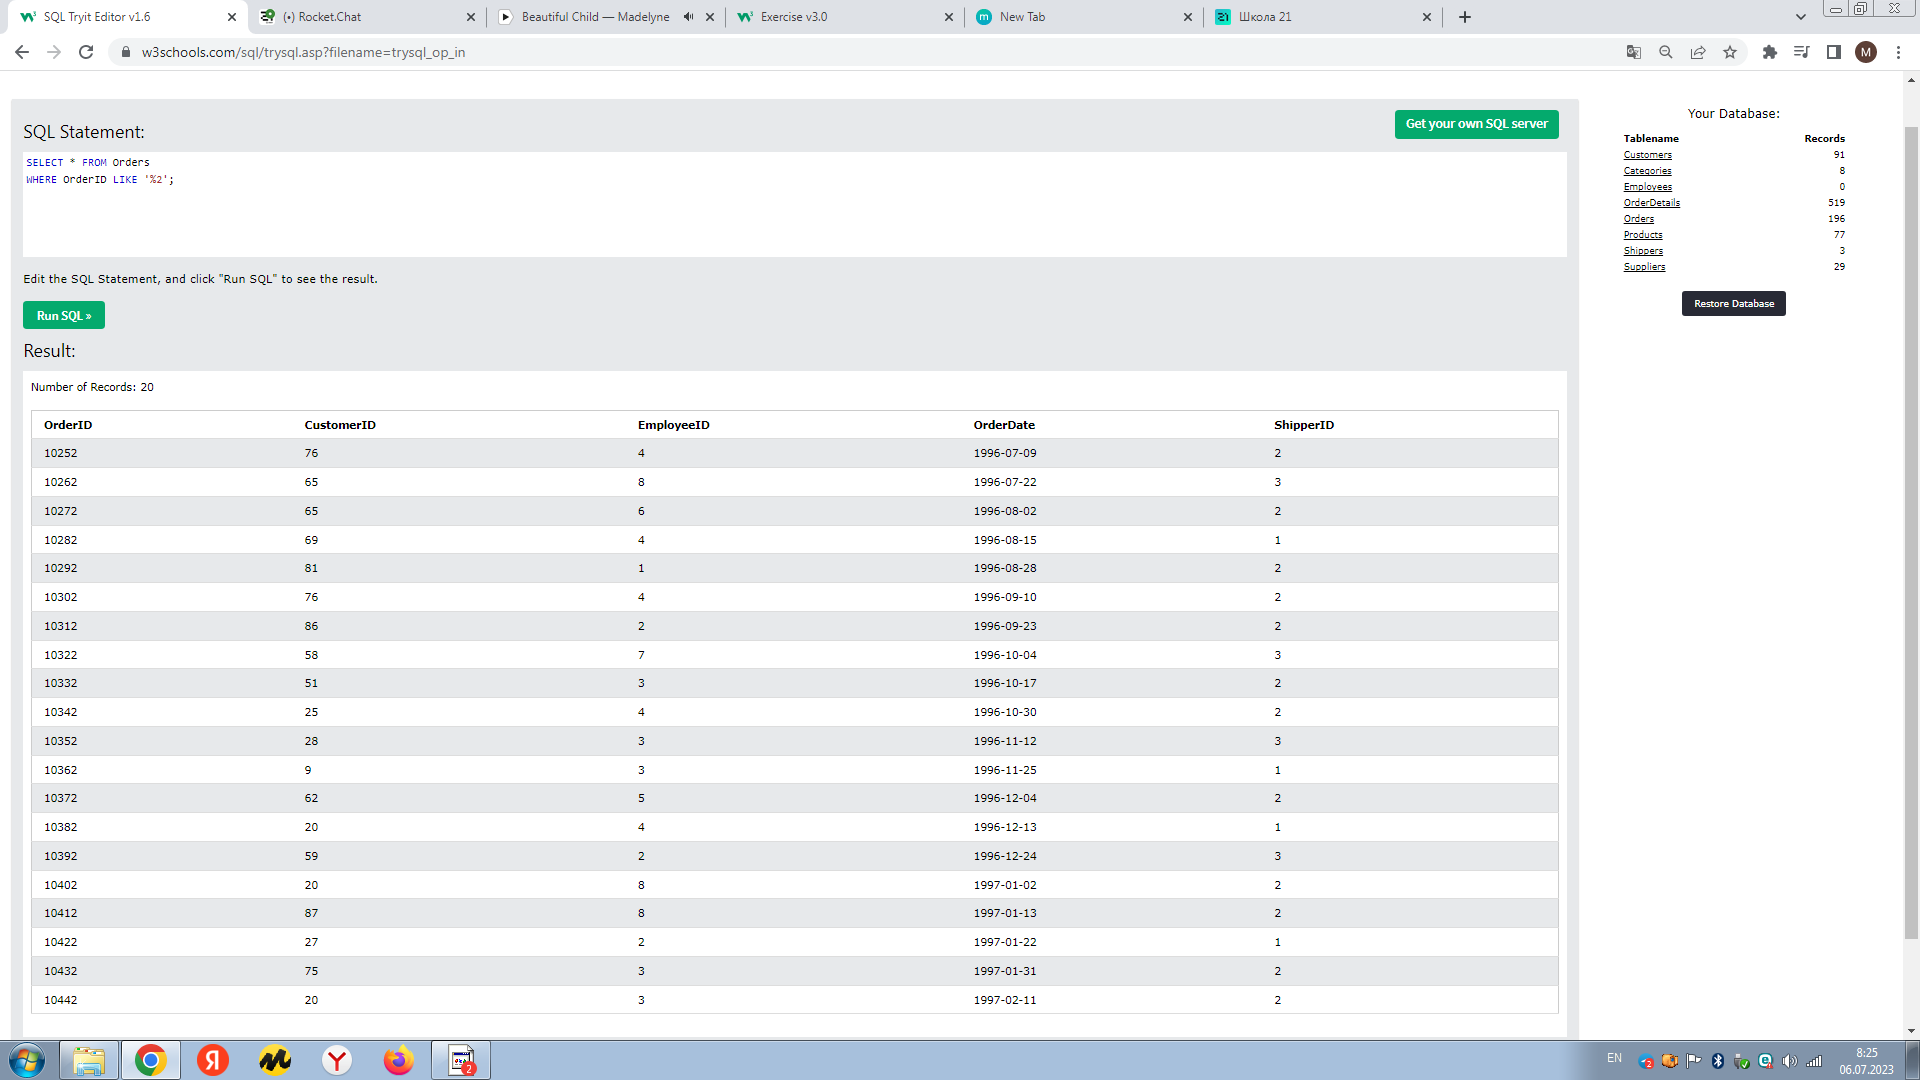 SQL Tryit Editor v1.6
(•) Rocket.Chat
Beautiful Child — Madelyne
Exercise v3.0
New Tab
Школа 21
w3schools.com/sql/trysql.asp?filename=trysql_op_in
M
SQL Statement:
Get your own SQL server
SELECT * FROM Orders
WHERE OrderID LIKE '%2';
Edit the SQL Statement, and click "Run SQL" to see the result.
Run SQL »
Result:
Number of Records: 20
OrderID CustomerID EmployeeID OrderDate ShipperID
10252 76 4 1996-07-09 2
10262 65 8 1996-07-22 3
10272 65 6 1996-08-02 2
10282 69 4 1996-08-15 1
10292 81 1 1996-08-28 2
10302 76 4 1996-09-10 2
10312 86 2 1996-09-23 2
10322 58 7 1996-10-04 3
10332 51 3 1996-10-17 2
10342 25 4 1996-10-30 2
10352 28 3 1996-11-12 3
10362 9 3 1996-11-25 1
10372 62 5 1996-12-04 2
10382 20 4 1996-12-13 1
10392 59 2 1996-12-24 3
10402 20 8 1997-01-02 2
10412 87 8 1997-01-13 2
10422 27 2 1997-01-22 1
10432 75 3 1997-01-31 2
10442 20 3 1997-02-11 2
Your Database:
Tablename Records
Customers 91
Categories 8
Employees 0
OrderDetails 519
Orders 196
Products 77
Shippers 3
Suppliers 29
Restore Database
EN
8:25
06.07.2023